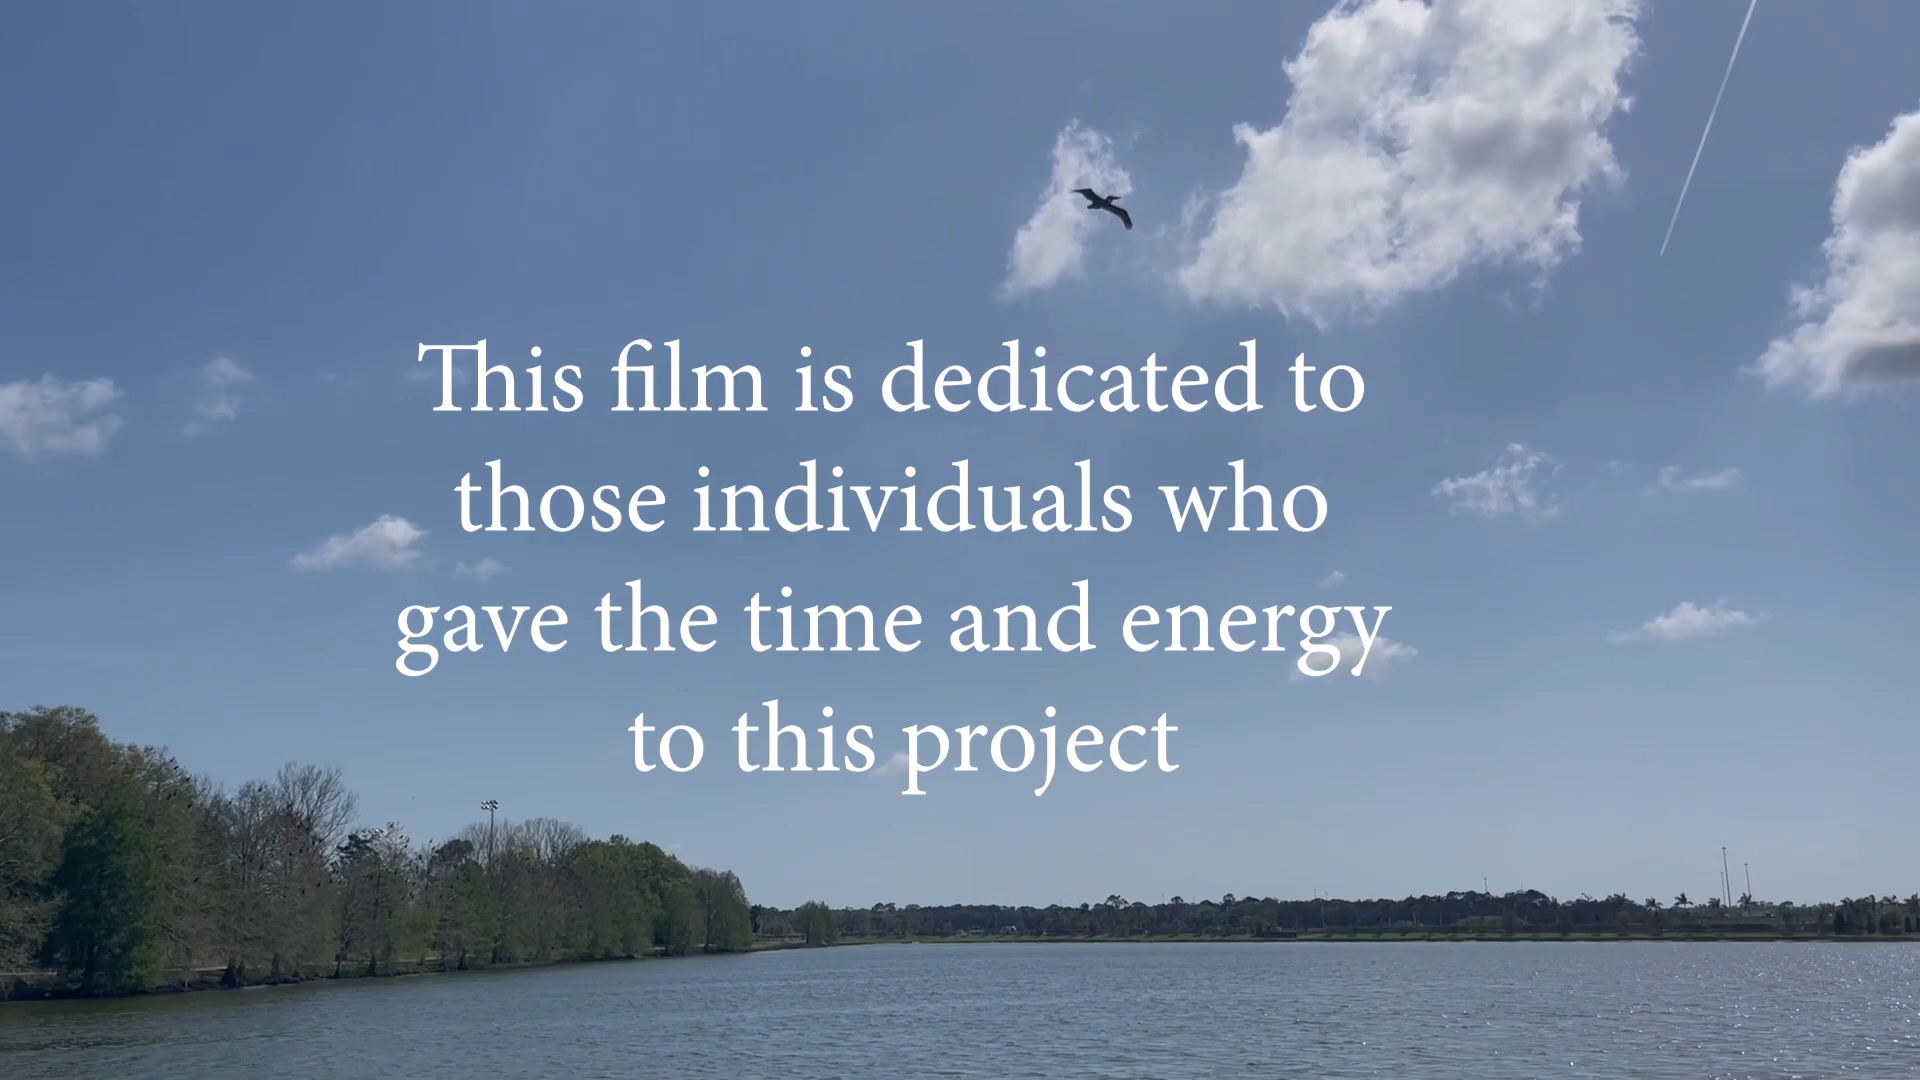 This film is dedicated to
those individuals who
gave the time and energy
to this project